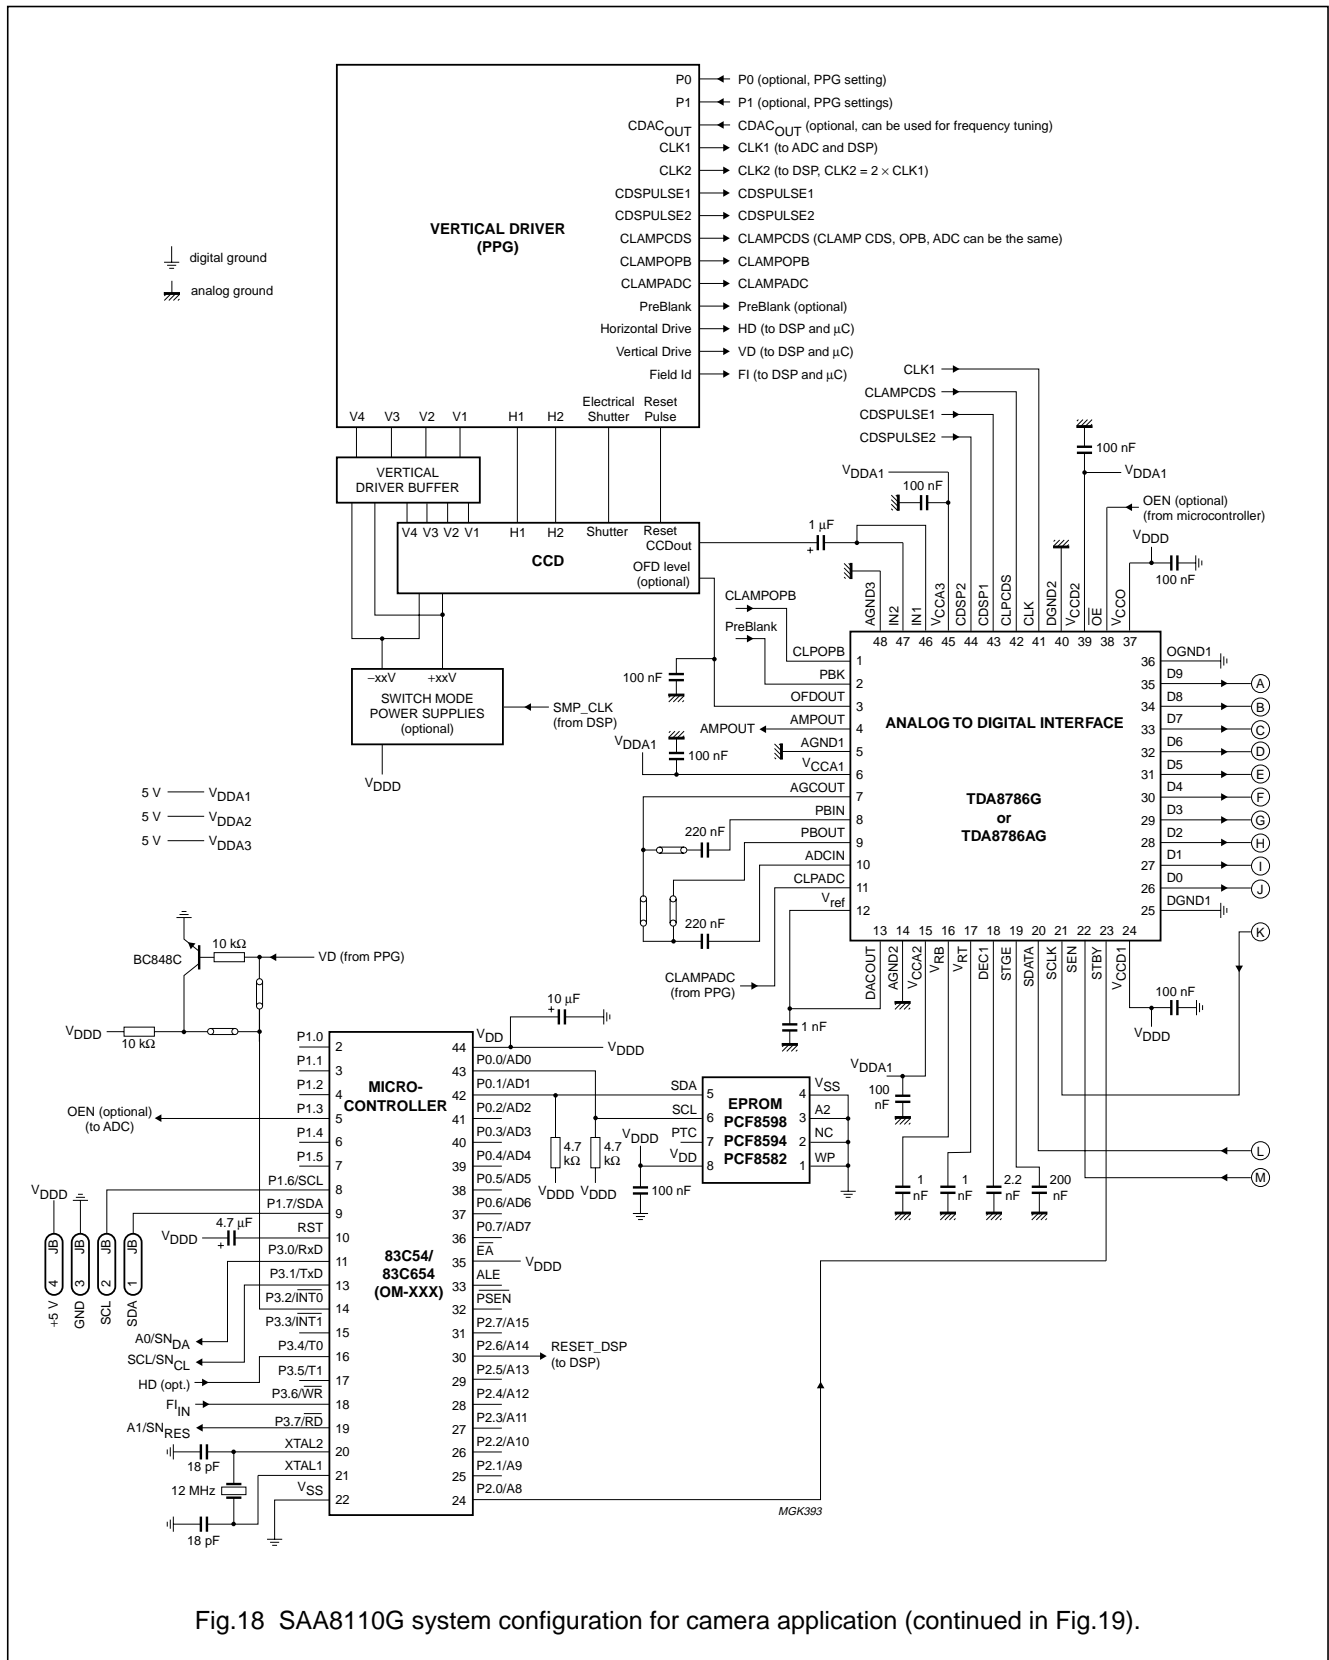 P0
P0 (optional, PPG setting)
P1
P1 (optional, PPG settings)
CDAC OUT
CDAC OUT (optional, can be used for frequency tuning)
CLK1
CLK1 (to ADC and DSP)
CLK2
CLK2 (to DSP, CLK2 = 2 × CLK1)
CDSPULSE1
CDSPULSE1
CDSPULSE2
CDSPULSE2
VERTICAL DRIVER
(PPG)
CLAMPCDS
CLAMPCDS (CLAMP CDS, OPB, ADC can be the same)
CLAMPOPB
CLAMPOPB
CLAMPADC
CLAMPADC
PreBlank
PreBlank (optional)
Horizontal Drive
HD (to DSP and μC)
Vertical Drive
VD (to DSP and μC)
Field Id
FI (to DSP and μC)
digital ground
analog ground
V4 V3 V2 V1 H1 H2
Electrical
Shutter
Reset
Pulse
VERTICAL
DRIVER BUFFER
V4 V3 V2 V1 H1 H2 Shutter Reset
CCDout
CCD
OFD level
(optional)
−xxV +xxV
SWITCH MODE
POWER SUPPLIES
(optional)
SMP_CLK
(from DSP)
VDDD
5 V VDDA1
5 V VDDA2
5 V VDDA3
CLK1
CLAMPCDS
CDSPULSE1
CDSPULSE2
VDDA1
100 nF
100 nF
VDDA1
OEN (optional)
(from microcontroller)
VDDD
100 nF
1 μF
+
AGND3
IN2
IN1
VCCA3
CDSP2
CDSP1
CLPCDS
CLK
DGND2
VCCD2
OE
VCCO
48 47 46 45 44 43 42 41 40 39 38 37
CLAMPOPB
PreBlank
100 nF
AMPOUT
VDDA1
100 nF
CLPOPB 1
PBK 2
OFDOUT 3
AMPOUT 4
AGND1 5
VCCA1 6
AGCOUT 7
PBIN 8
PBOUT 9
ADCIN 10
CLPADC 11
Vref 12
220 nF
220 nF
CLAMPADC
(from PPG)
ANALOG TO DIGITAL INTERFACE
TDA8786G
or
TDA8786AG
36 OGND1
35 D9 A
34 D8 B
33 D7 C
32 D6 D
31 D5 E
30 D4 F
29 D3 G
28 D2 H
27 D1 I
26 D0 J
25 DGND1
K
13 14 15 16 17 18 19 20 21 22 23 24
DACOUT
AGND2
VCCA2
VRB
VRT
DEC1
STGE
SDATA
SCLK
SEN
STBY
VCCD1
1 nF
100 nF
VDDD
VDDA1
100
nF
1
nF
1
nF
2.2
nF
200
nF
L
M
BC848C
10 kΩ
VD (from PPG)
VDDD
10 kΩ
10 μF
+
VDDD
MICRO-
CONTROLLER
83C54/
83C654
(OM-XXX)
P1.0 2
P1.1 3
P1.2 4
P1.3 5
P1.4 6
P1.5 7
P1.6/SCL 8
P1.7/SDA 9
RST 10
P3.0/RxD 11
P3.1/TxD 13
P3.2/INT0 14
P3.3/INT1 15
P3.4/T0 16
P3.5/T1 17
P3.6/WR 18
P3.7/RD 19
XTAL2 20
XTAL1 21
VSS 22
44 VDD
43 P0.0/AD0
42 P0.1/AD1
41 P0.2/AD2
40 P0.3/AD3
39 P0.4/AD4
38 P0.5/AD5
37 P0.6/AD6
36 P0.7/AD7
35 EA
33 ALE
32 PSEN
31 P2.7/A15
30 P2.6/A14
29 P2.5/A13
28 P2.4/A12
27 P2.3/A11
26 P2.2/A10
25 P2.1/A9
24 P2.0/A8
OEN (optional)
(to ADC)
VDDD
4.7 μF
VDDD
+
JB 4 +5 V
JB 3 GND
JB 2 SCL
JB 1 SDA
A0/SNDA
SCL/SNCL
HD (opt.)
FIIN
A1/SNRES
18 pF
12 MHz
18 pF
VDDD
RESET_DSP
(to DSP)
4.7
kΩ
4.7
kΩ
VDDD
VDDD
VDDD
100 nF
SDA 5
SCL 6
PTC 7
VDD 8
EPROM
PCF8598
PCF8594
PCF8582
4 VSS
3 A2
2 NC
1 WP
MGK393
Fig.18 SAA8110G system configuration for camera application (continued in Fig.19).